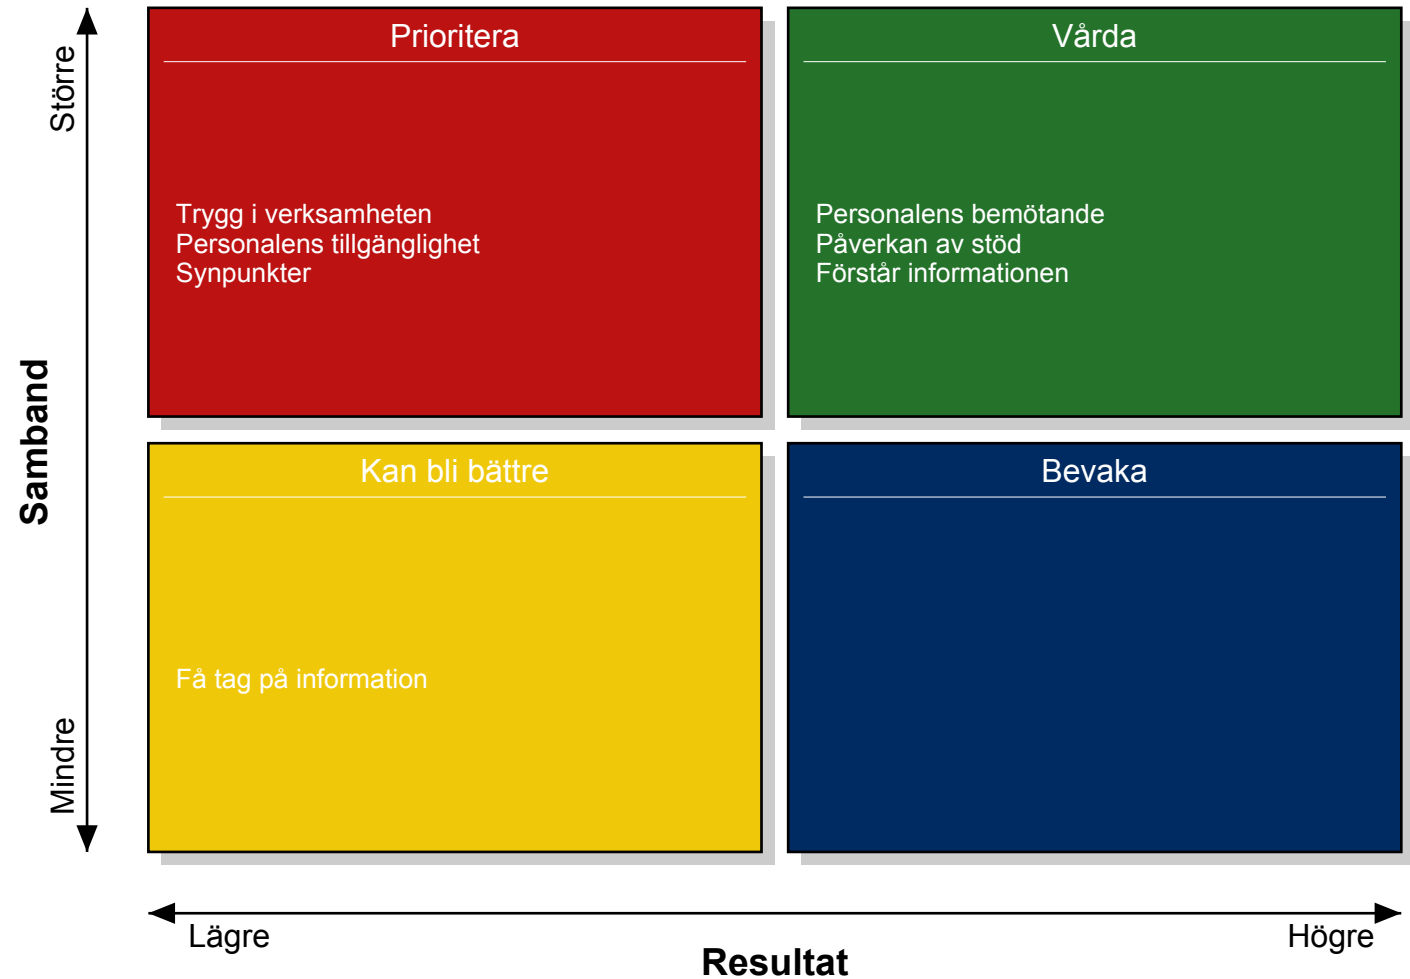 Större
Samband
Mindre
Prioritera
Trygg i verksamheten
Personalens tillgänglighet
Synpunkter
Vårda
Personalens bemötande
Påverkan av stöd
Förstår informationen
Kan bli bättre
Få tag på information
Bevaka
Lägre
Resultat
Högre